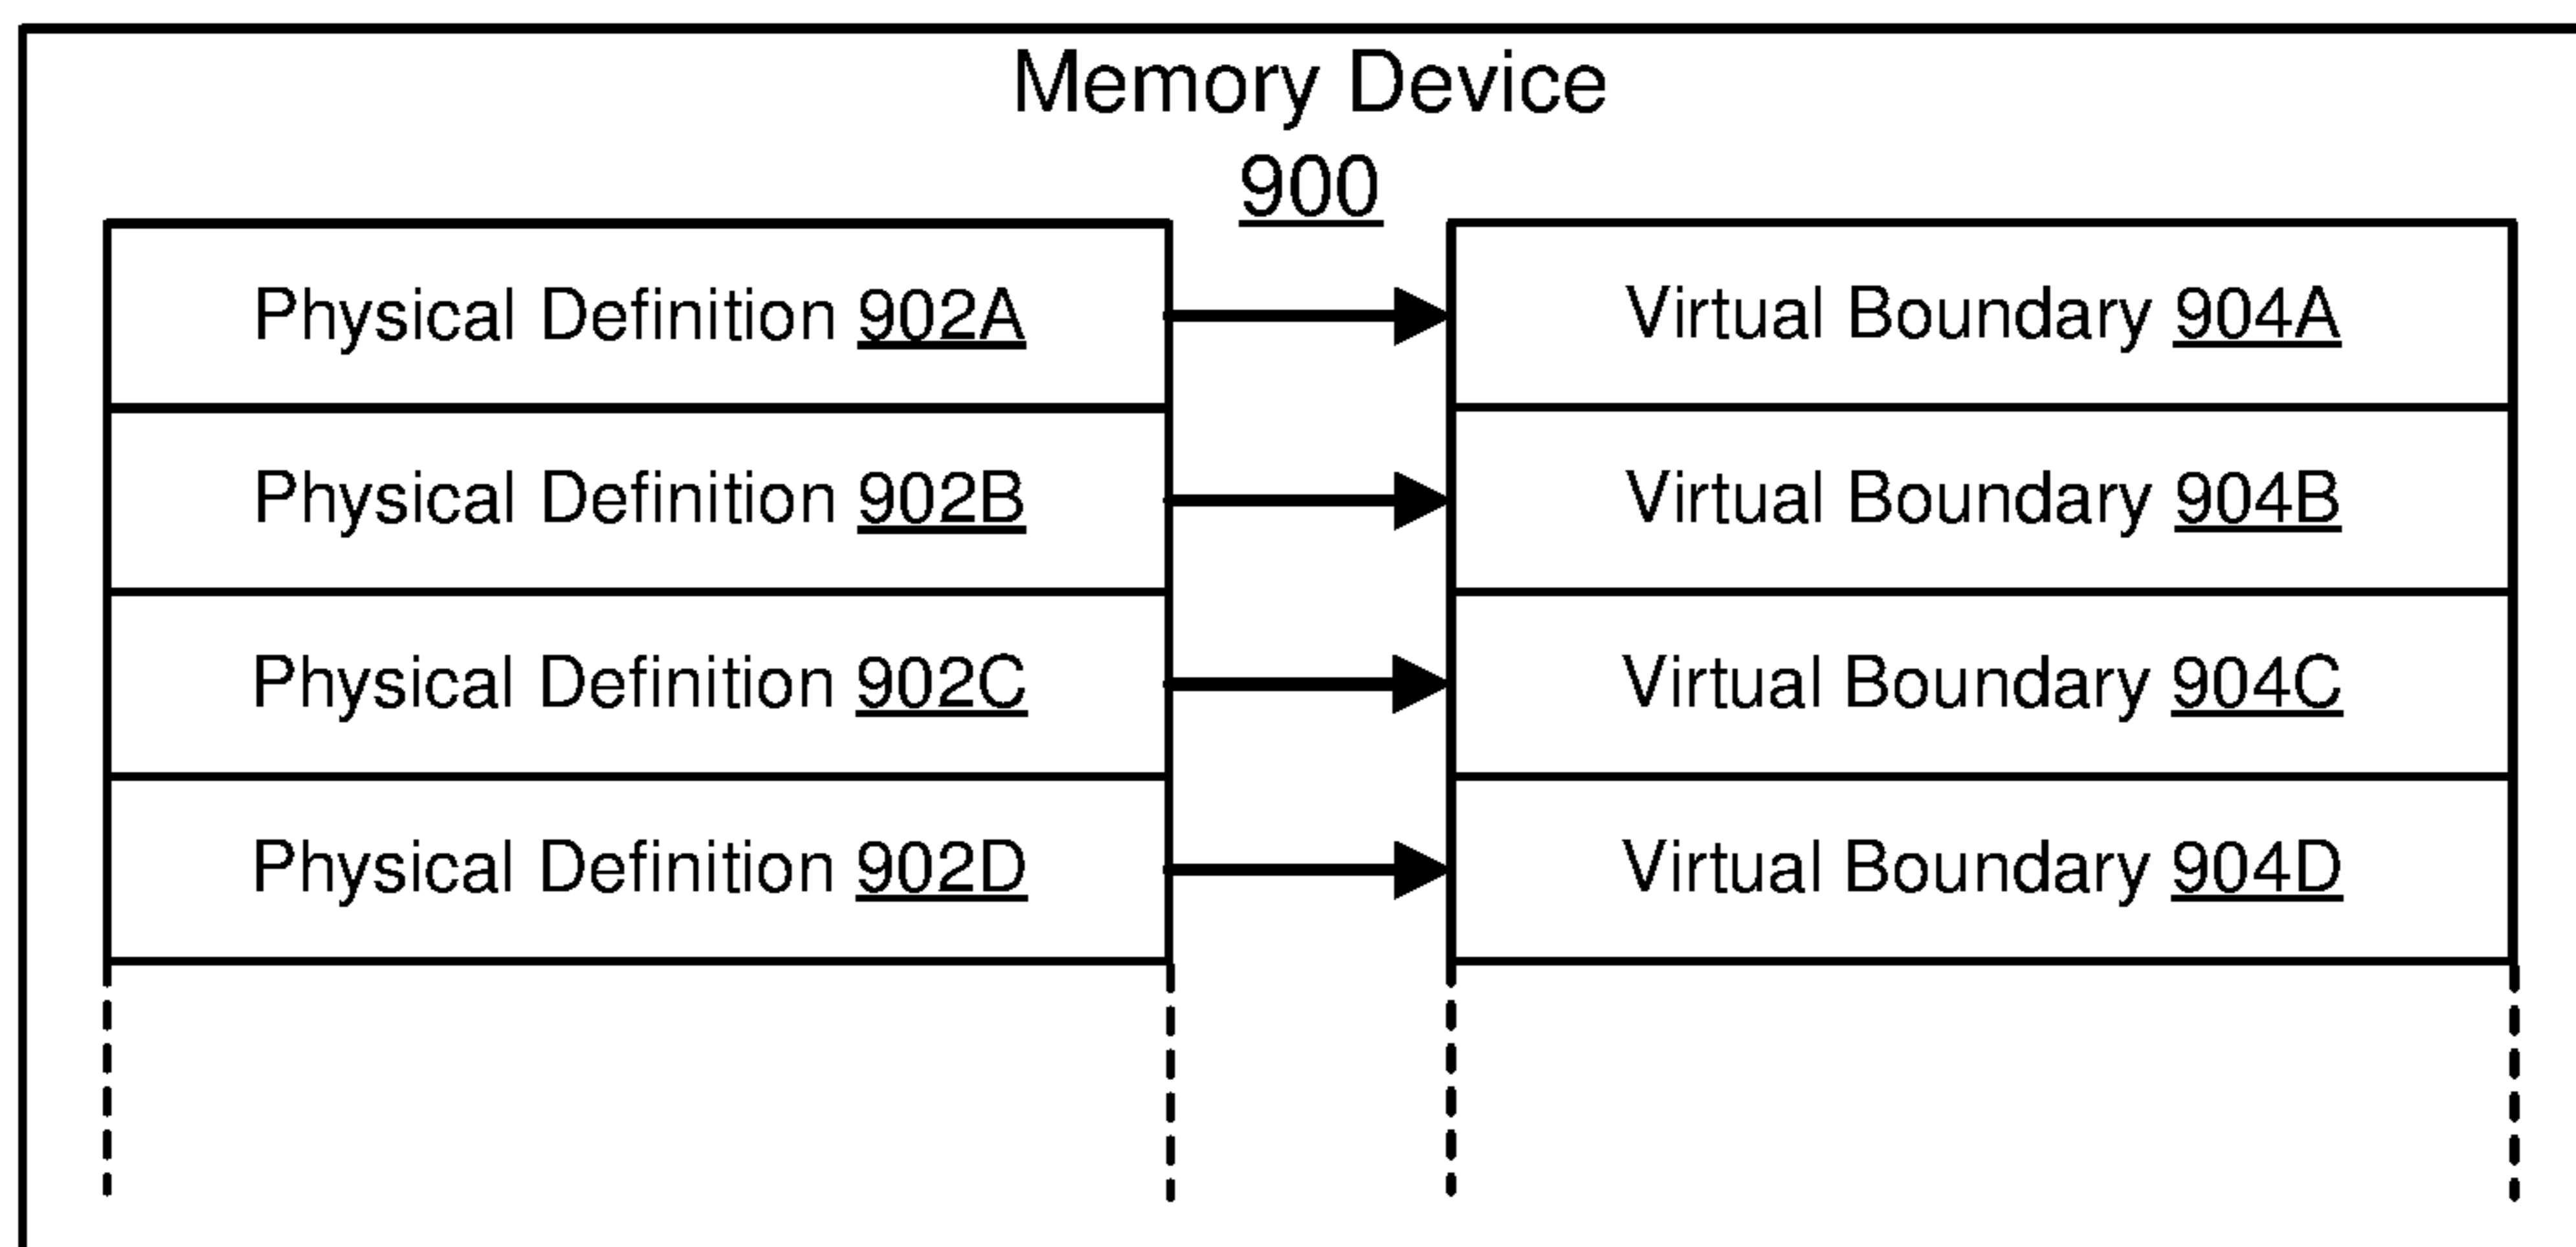 Memory Device
900
Physical Definition 902A
Virtual Boundary 904A
Physical Definition 902B
Virtual Boundary 904B
Physical Definition 902C
Virtual Boundary 904C
Physical Definition 902D
Virtual Boundary 904D